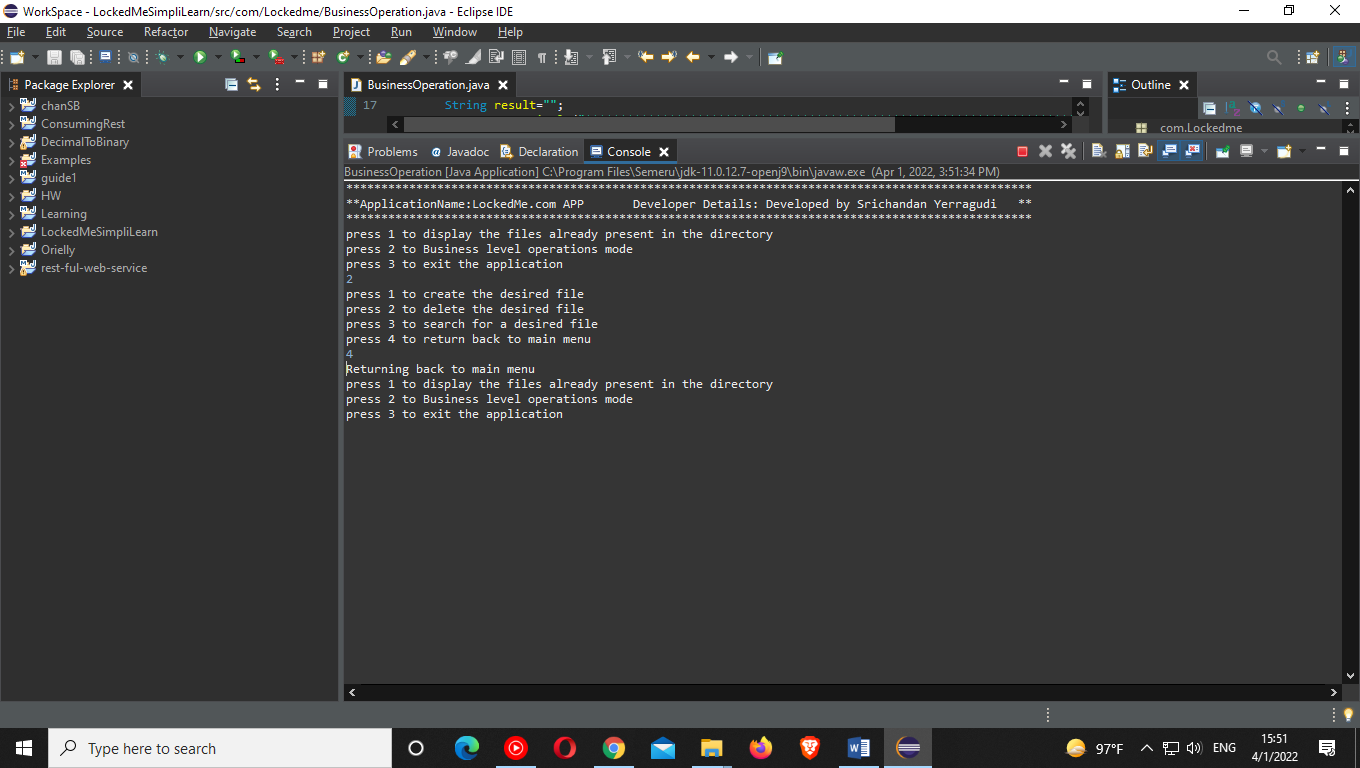 WorkSpace - LockedMeSimpliLearn/src/com/Lockedme/BusinessOperation.java - Eclipse IDE
File Edit Source Refactor Navigate Search Project Run Window Help
Package Explorer
chanSB
ConsumingRest
DecimalToBinary
Examples
guide1
HW
Learning
LockedMeSimpliLearn
Orielly
rest-ful-web-service
BusinessOperation.java
17 String result="";
Outline
com.Lockedme
Problems Javadoc Declaration Console
BusinessOperation [Java Application] C:\Program Files\Semeru\jdk-11.0.12.7-openj9\bin\javaw.exe (Apr 1, 2022, 3:51:34 PM)
**************************************************************************************************
**ApplicationName:LockedMe.com APP       Developer Details: Developed by Srichandan Yerragudi   **
**************************************************************************************************
press 1 to display the files already present in the directory
press 2 to Business level operations mode
press 3 to exit the application
2
press 1 to create the desired file
press 2 to delete the desired file
press 3 to search for a desired file
press 4 to return back to main menu
4
Returning back to main menu
press 1 to display the files already present in the directory
press 2 to Business level operations mode
press 3 to exit the application
Type here to search
97°F
ENG
15:51
4/1/2022